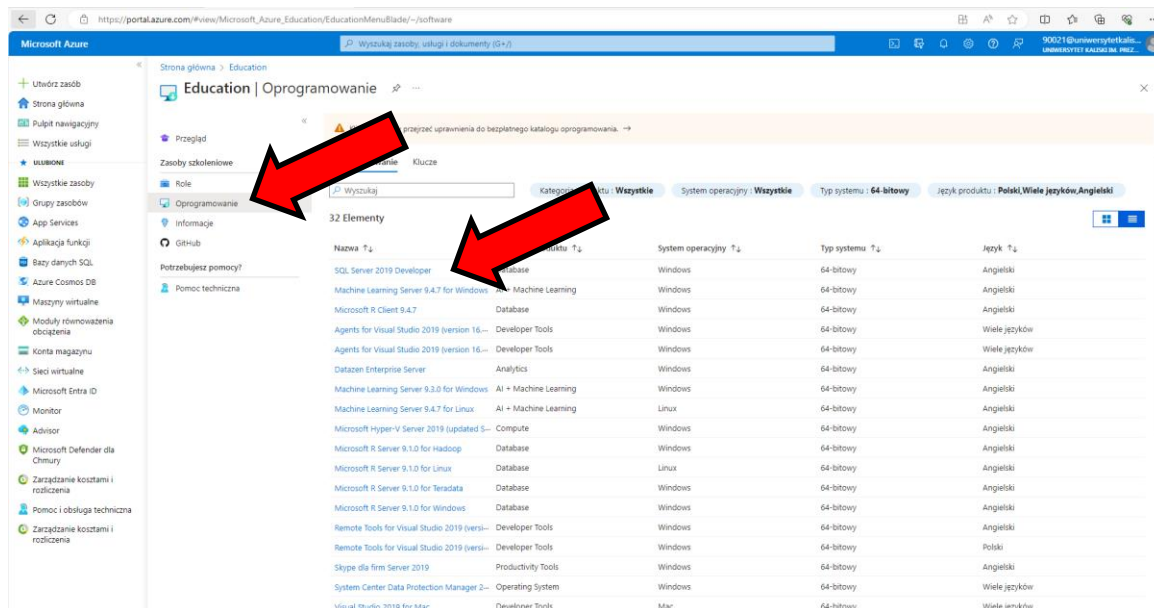 https://portal.azure.com/#view/Microsoft_Azure_Education/EducationMenuBlade/~/software
Microsoft Azure
Wyszukaj zasoby, usługi i dokumenty (G+/)
90021@uniwersytetkalis...
UNIWERSYTET KALISKI IM. PREZ...
Utwórz zasób
Strona główna
Pulpit nawigacyjny
Wszystkie usługi
ULUBIONE
Wszystkie zasoby
Grupy zasobów
App Services
Aplikacja funkcji
Bazy danych SQL
Azure Cosmos DB
Maszyny wirtualne
Moduły równoważenia
obciążenia
Konta magazynu
Sieci wirtualne
Microsoft Entra ID
Monitor
Advisor
Microsoft Defender dla
Chmury
Zarządzanie kosztami i
rozliczenia
Pomoc i obsługa techniczna
Zarządzanie kosztami i
rozliczenia
Strona główna > Education
Education | Oprogramowanie
Przegląd
Zasoby szkoleniowe
Role
Oprogramowanie
Informacje
GitHub
Potrzebujesz pomocy?
Pomoc techniczna
przejrzeć uprawnienia do bezpłatnego katalogu oprogramowania. →
Klucze
Wyszukaj
System operacyjny : Wszystkie
Typ systemu : 64-bitowy
Język produktu : Polski,Wiele języków,Angielski
32 Elementy
Nazwa ↑↓ ↑↓ System operacyjny ↑↓ Typ systemu ↑↓ Język ↑↓
SQL Server 2019 Developer Database Windows 64-bitowy Angielski
Machine Learning Server 9.4.7 for Windows AI + Machine Learning Windows 64-bitowy Angielski
Microsoft R Client 9.4.7 Database Windows 64-bitowy Angielski
Agents for Visual Studio 2019 (version 16.... Developer Tools Windows 64-bitowy Wiele języków
Agents for Visual Studio 2019 (version 16.... Developer Tools Windows 64-bitowy Wiele języków
Datazen Enterprise Server Analytics Windows 64-bitowy Angielski
Machine Learning Server 9.3.0 for Windows AI + Machine Learning Windows 64-bitowy Angielski
Machine Learning Server 9.4.7 for Linux AI + Machine Learning Linux 64-bitowy Angielski
Microsoft Hyper-V Server 2019 (updated S... Compute Windows 64-bitowy Angielski
Microsoft R Server 9.1.0 for Hadoop Database Windows 64-bitowy Angielski
Microsoft R Server 9.1.0 for Linux Database Linux 64-bitowy Angielski
Microsoft R Server 9.1.0 for Teradata Database Windows 64-bitowy Angielski
Microsoft R Server 9.1.0 for Windows Database Windows 64-bitowy Angielski
Remote Tools for Visual Studio 2019 (versi... Developer Tools Windows 64-bitowy Angielski
Remote Tools for Visual Studio 2019 (versi... Developer Tools Windows 64-bitowy Polski
Skype dla firm Server 2019 Productivity Tools Windows 64-bitowy Angielski
System Center Data Protection Manager 2... Operating System Windows 64-bitowy Wiele języków
Visual Studio 2019 for Mac Developer Tools Mac 64-bitowy Wiele języków